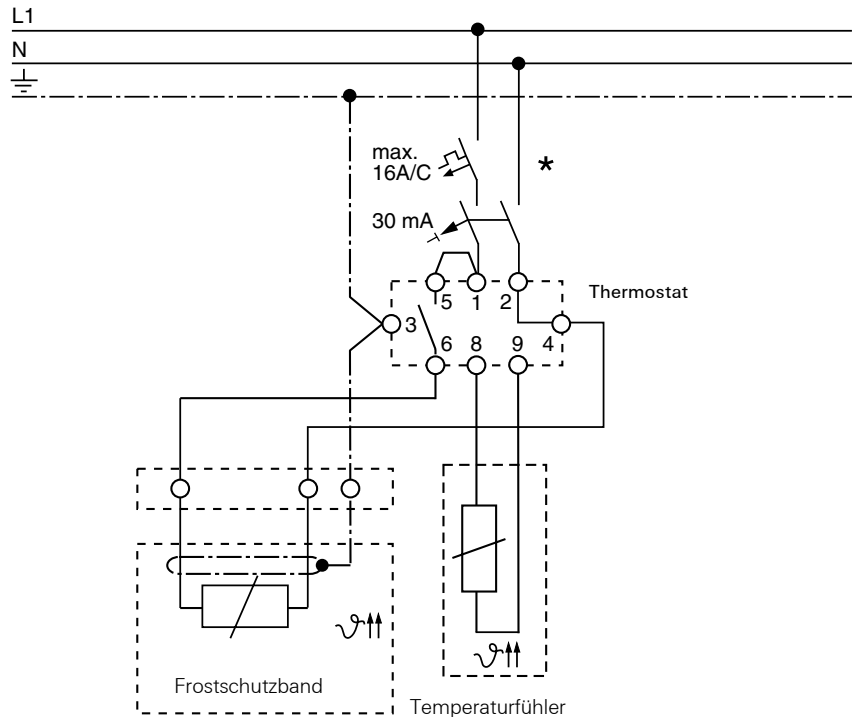 L1
N
max.
16A/C
*
30 mA
Thermostat
5 1 2
3
6 8 9 4
ϑ
ϑ
Frostschutzband
Temperaturfühler